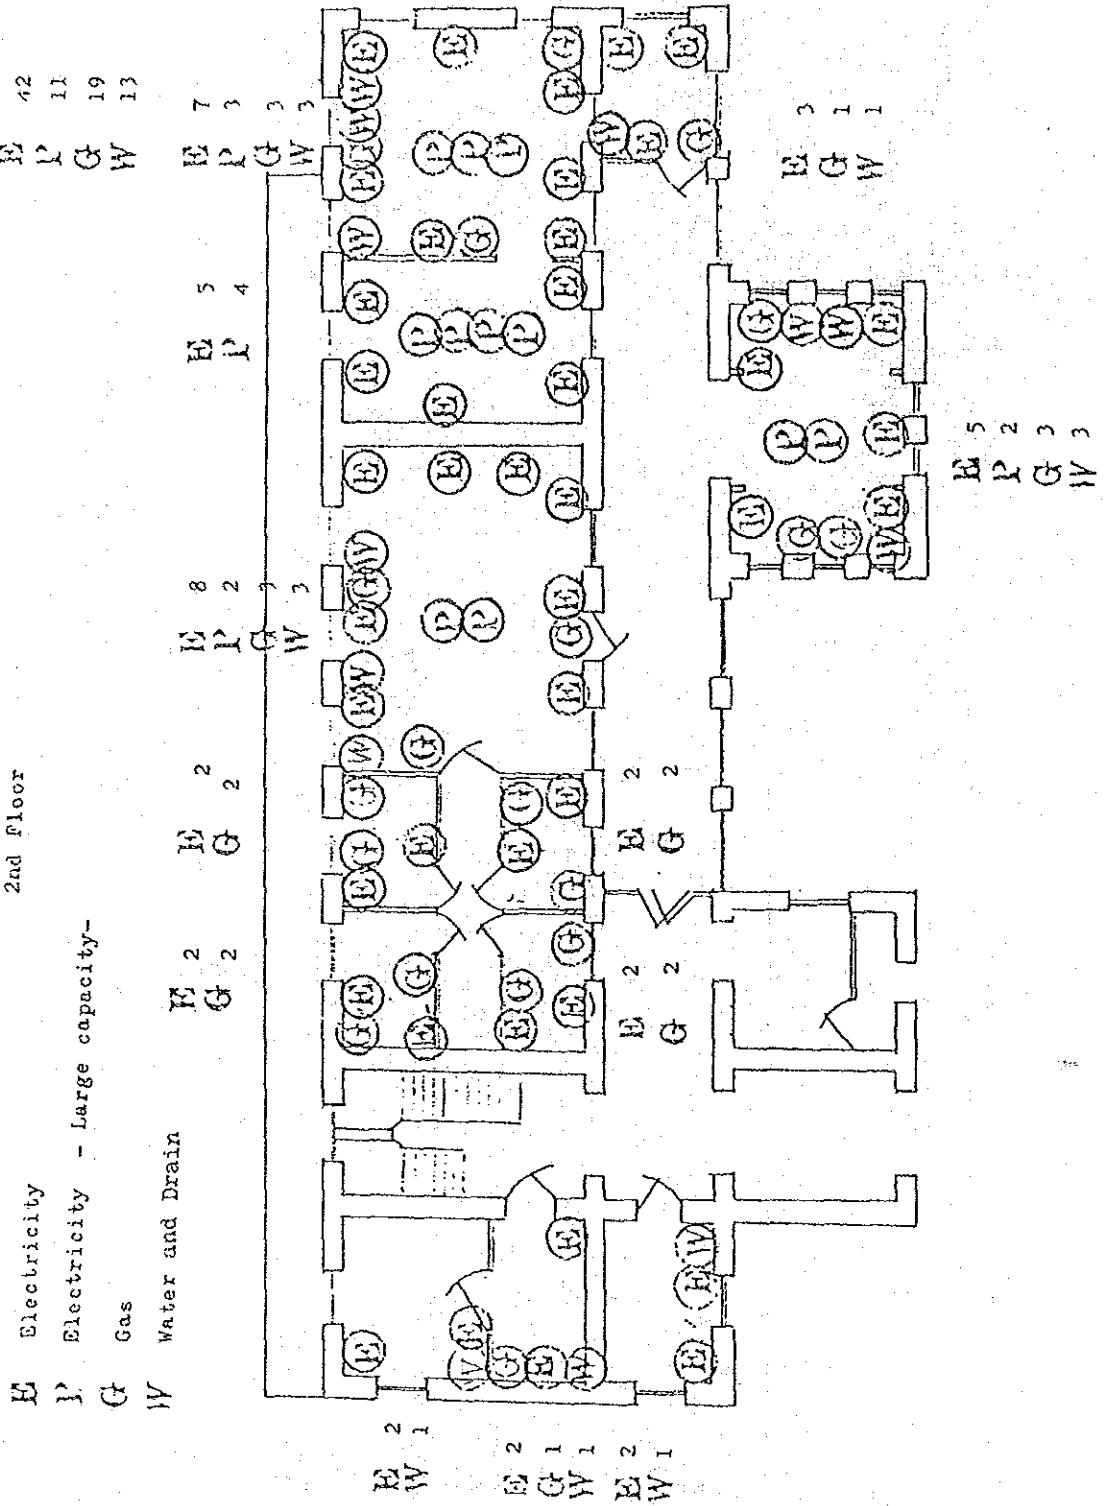 2nd Floor
E Electricity
P Electricity - Large capacity-
G Gas
W Water and Drain
E 42
P 11
G 19
W 13
E 2
G 2
E 2
G 2
E 8
P 2
G 3
W 3
E 5
P 4
E 7
P 3
G 3
W 3
E 2
W 1
E 2
G 1
W 1
E 2
W 1
E 2
G 2
E 2
G 2
E 5
P 2
G 3
W 3
E 3
G 1
W 1
E
W E
G
E
W
E
E
E W
G E
E G
E G
E
G
E G
G W
E
E G
G
E
G
E W
E G W
P P
E
G E
E
E
E
E
E
E
E
E
P P P P
E
E
W
E G
E
E G W W E
P P P
E
E
E
G
E
E
W
E
G
E
G G
W E
P P
E
E
G W W E